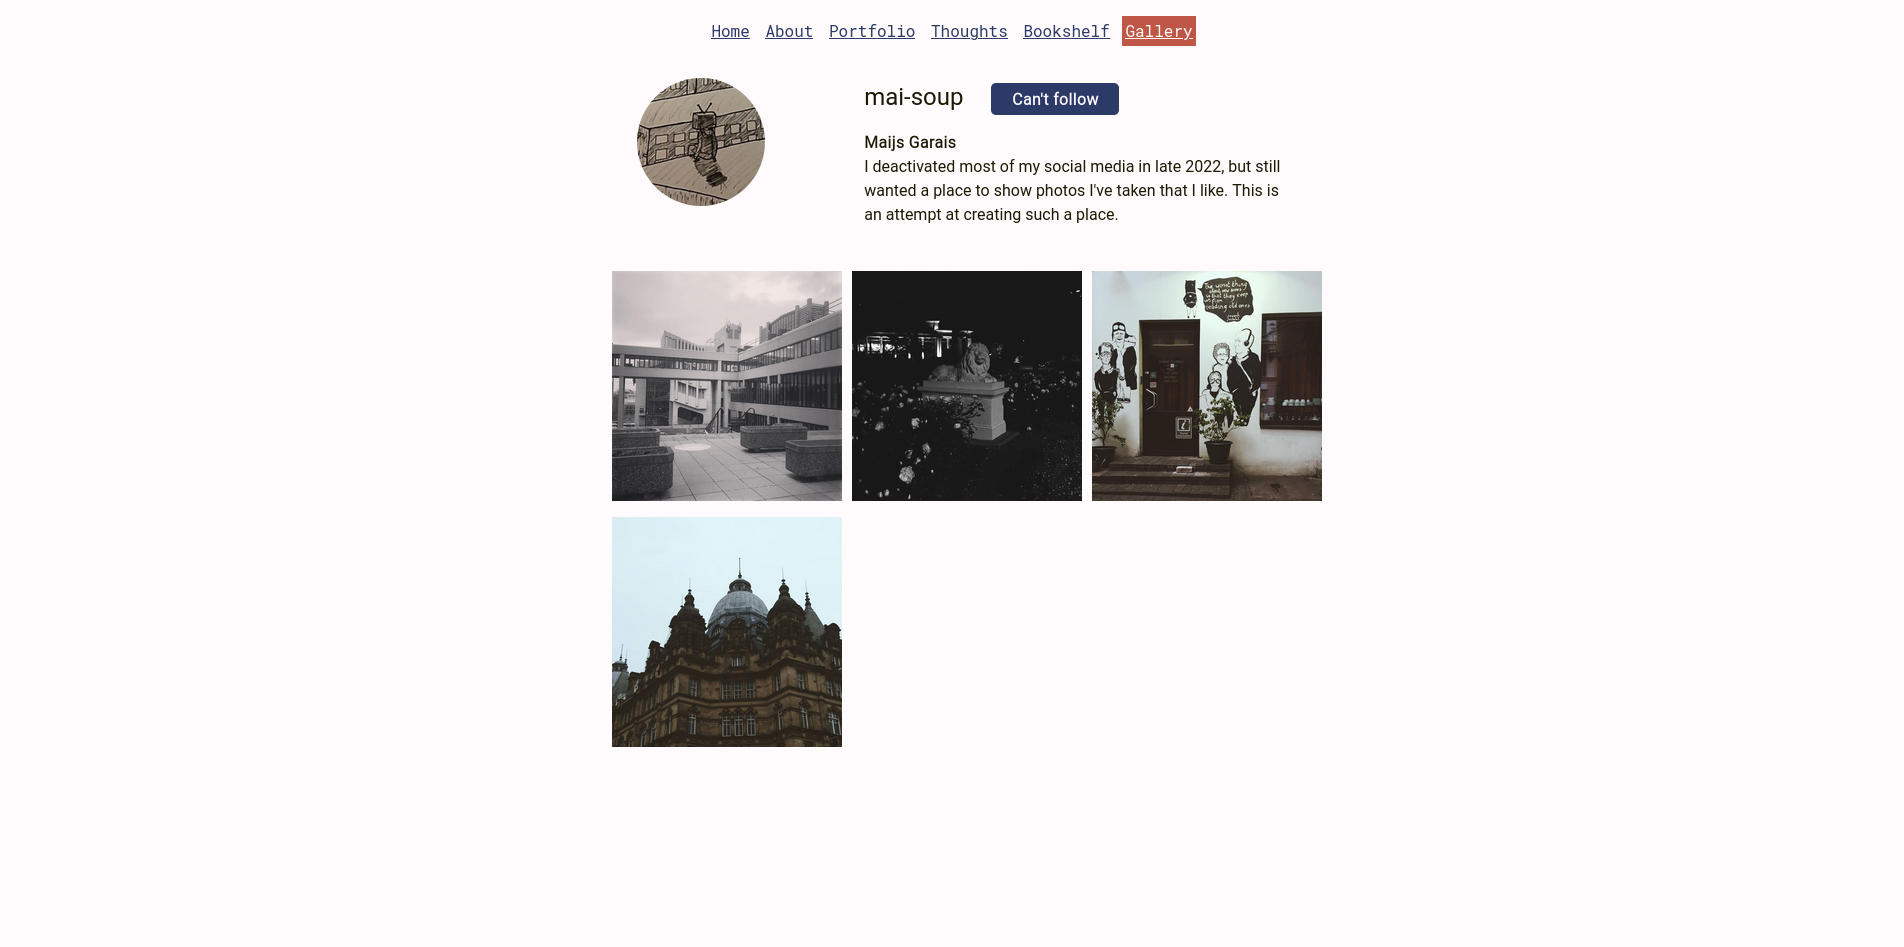 Home About Portfolio Thoughts Bookshelf Gallery
mai-soup Can't follow
Maijs Garais
I deactivated most of my social media in late 2022, but still
wanted a place to show photos I've taken that I like. This is
an attempt at creating such a place.
The worst thing
about new books
is that they keep
us from
reading old ones